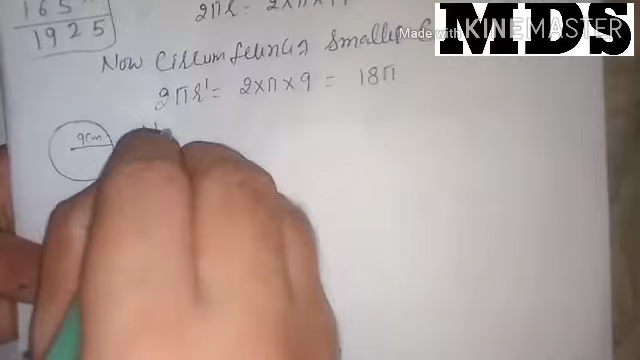 165
1925
2πr = 2×π×
Now Circumference smaller C
2πr' = 2×π×9 = 18π
9cm
Made with KINEMASTER
MDS